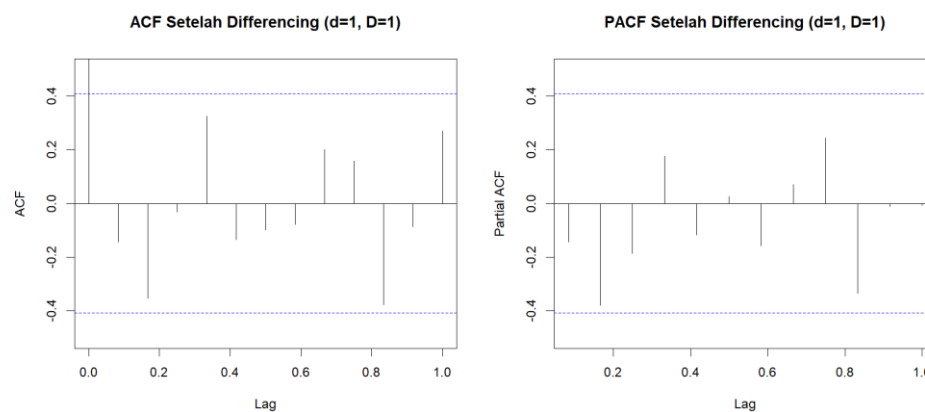 ACF Setelah Differencing (d=1, D=1)
ACF
0.4
0.2
0.0
-0.2
-0.4
0.0 0.2 0.4 0.6 0.8 1.0
Lag
PACF Setelah Differencing (d=1, D=1)
Partial ACF
0.4
0.2
0.0
-0.2
-0.4
0.2 0.4 0.6 0.8 1.0
Lag